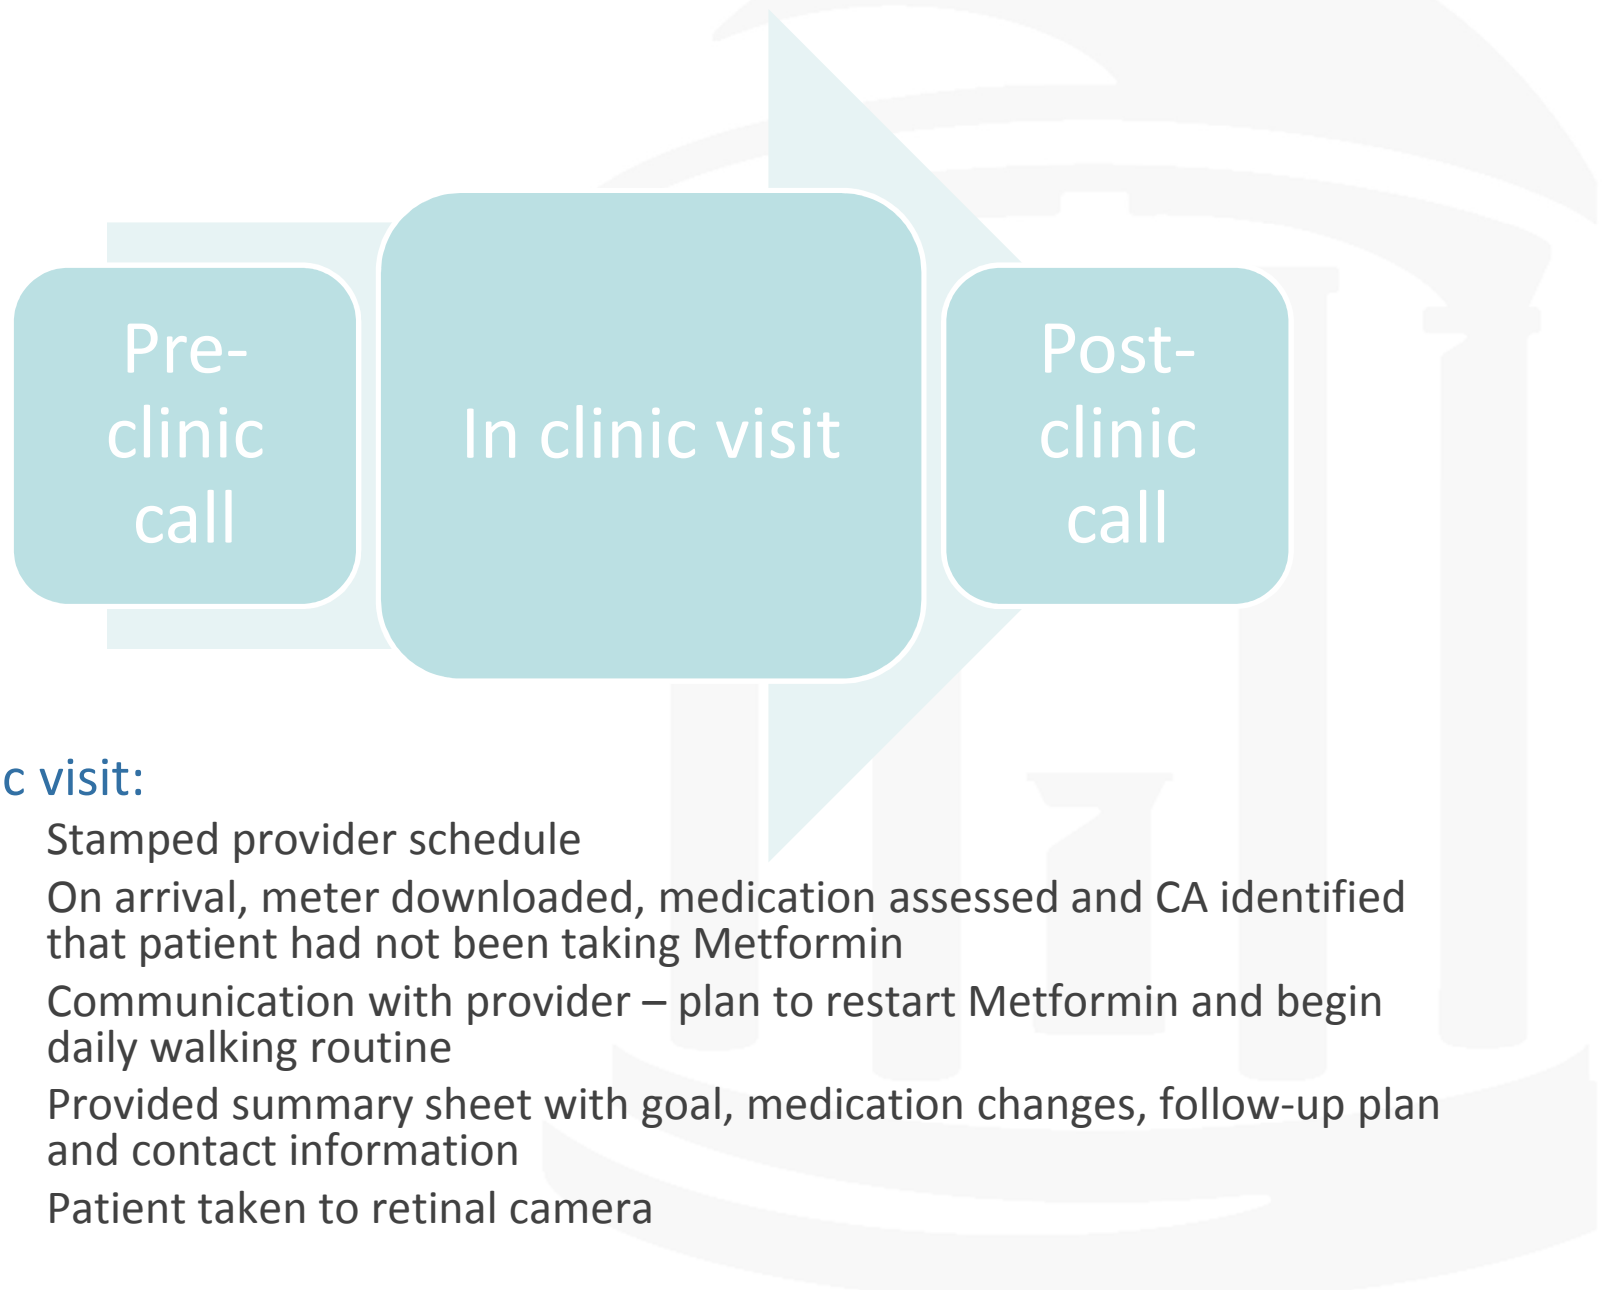 Pre-
clinic
call
In clinic visit
Post-
clinic
call
c visit:
Stamped provider schedule
On arrival, meter downloaded, medication assessed and CA identified
that patient had not been taking Metformin
Communication with provider – plan to restart Metformin and begin
daily walking routine
Provided summary sheet with goal, medication changes, follow-up plan
and contact information
Patient taken to retinal camera